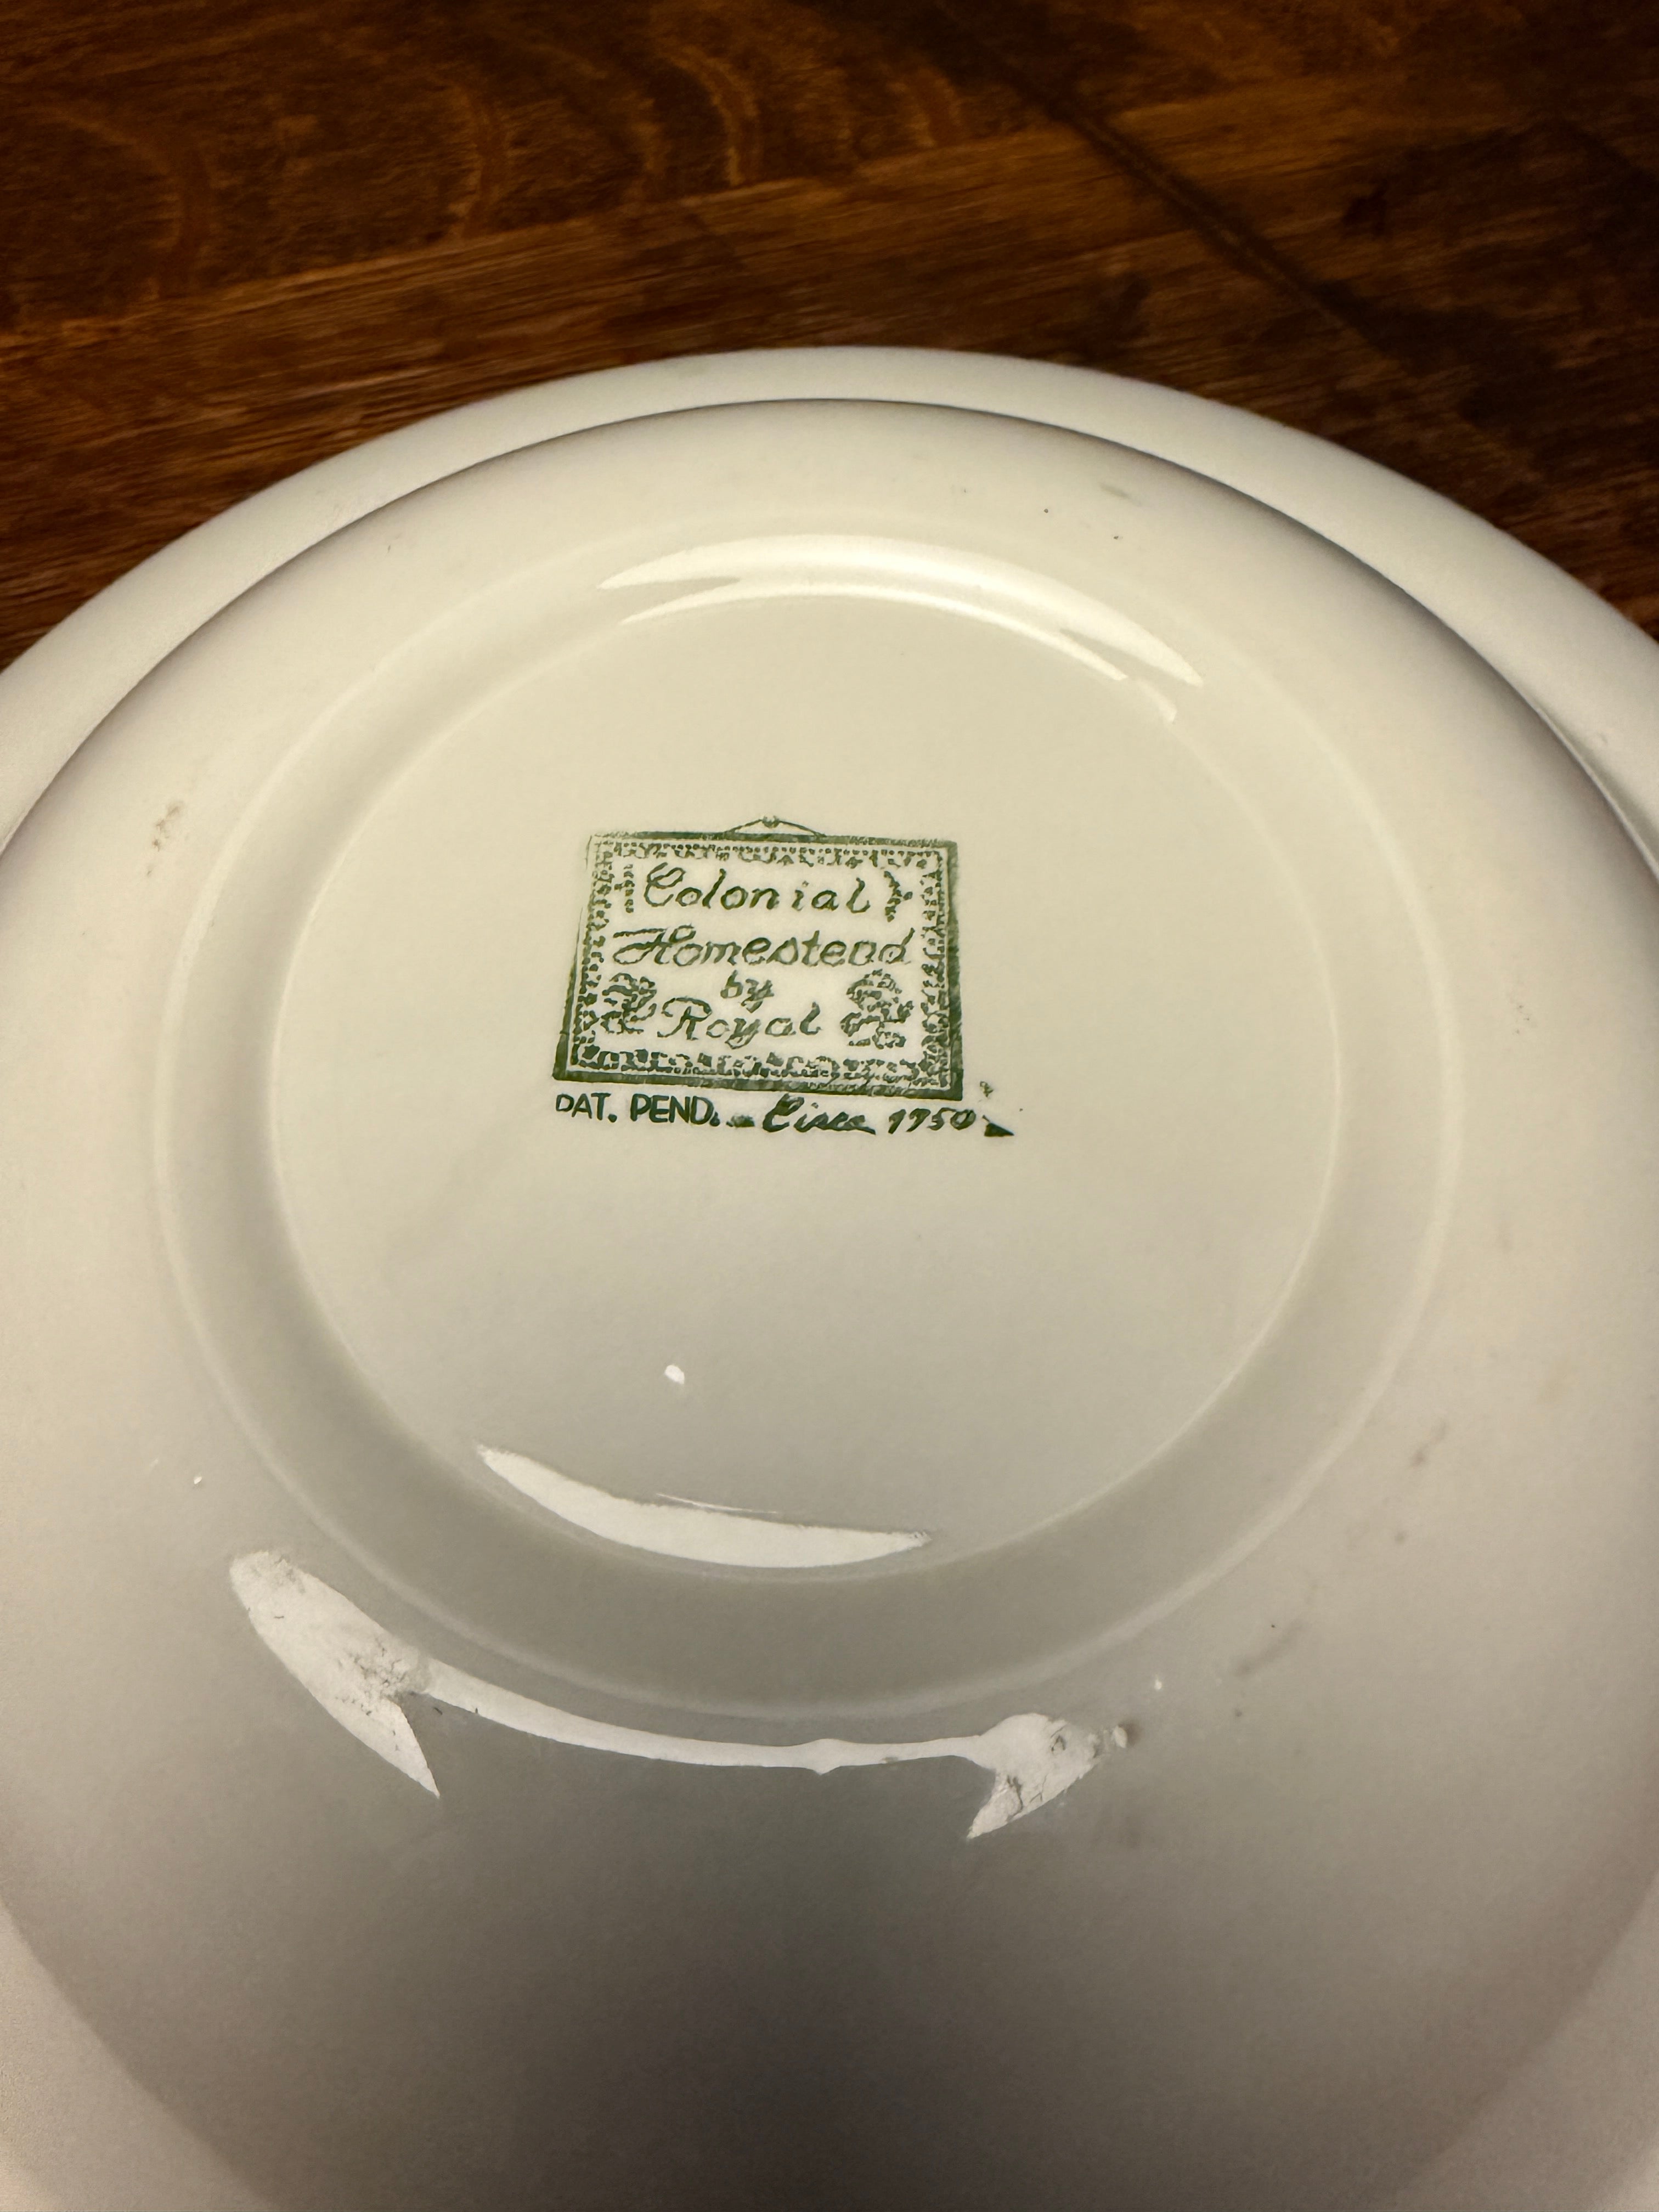 Colonial
Homestead
by
Royal
PAT. PEND. Circa 1750